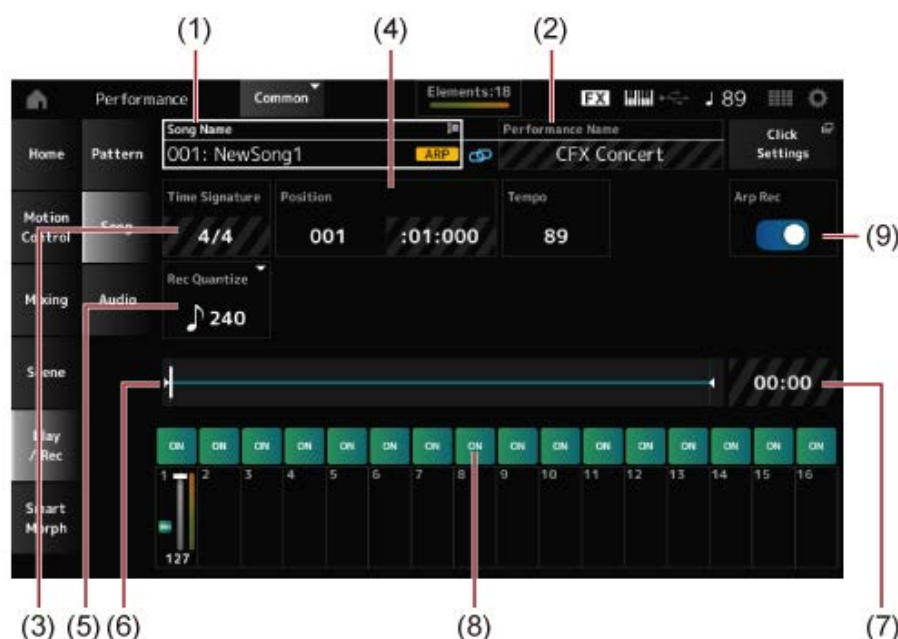 (1) (4) (2)
Performance Common Elements:18 FX 89
Home Pattern Song Name Performance Name Click Settings
001: NewSong1 ARP CFX Concert
Motion Control Song Time Signature Position Tempo Arp Rec
4/4 001 :01:000 89 (9)
Mixing Audio Rec Quantize
240
Scene 00:00
Play / Rec ON ON ON ON ON ON ON ON ON ON ON ON ON ON ON ON
1 2 3 4 5 6 7 8 9 10 11 12 13 14 15 16
Smart Morph
127
(3) (5) (6) (8) (7)